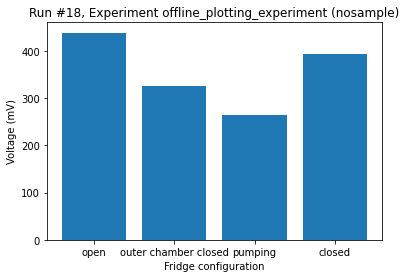 Run #18, Experiment offline_plotting_experiment (nosample)
400
300
200
100
0
Voltage (mV)
open outer chamber closed pumping closed
Fridge configuration